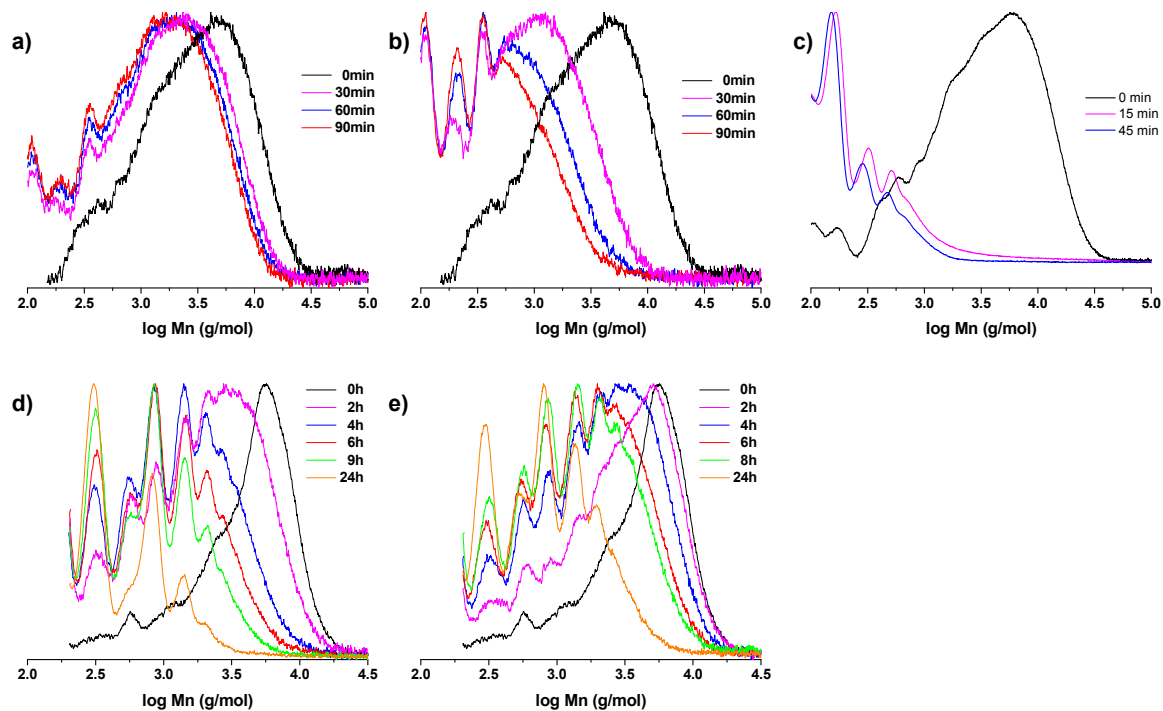 a)
0min
30min
60min
90min
2.0 2.5 3.0 3.5 4.0 4.5 5.0
log Mn (g/mol)
b)
0min
30min
60min
90min
2.0 2.5 3.0 3.5 4.0 4.5 5.0
log Mn (g/mol)
c)
0 min
15 min
45 min
2.0 2.5 3.0 3.5 4.0 4.5 5.0
log Mn (g/mol)
d)
0h
2h
4h
6h
9h
24h
2.0 2.5 3.0 3.5 4.0 4.5
log Mn (g/mol)
e)
0h
2h
4h
6h
8h
24h
2.0 2.5 3.0 3.5 4.0 4.5
log Mn (g/mol)